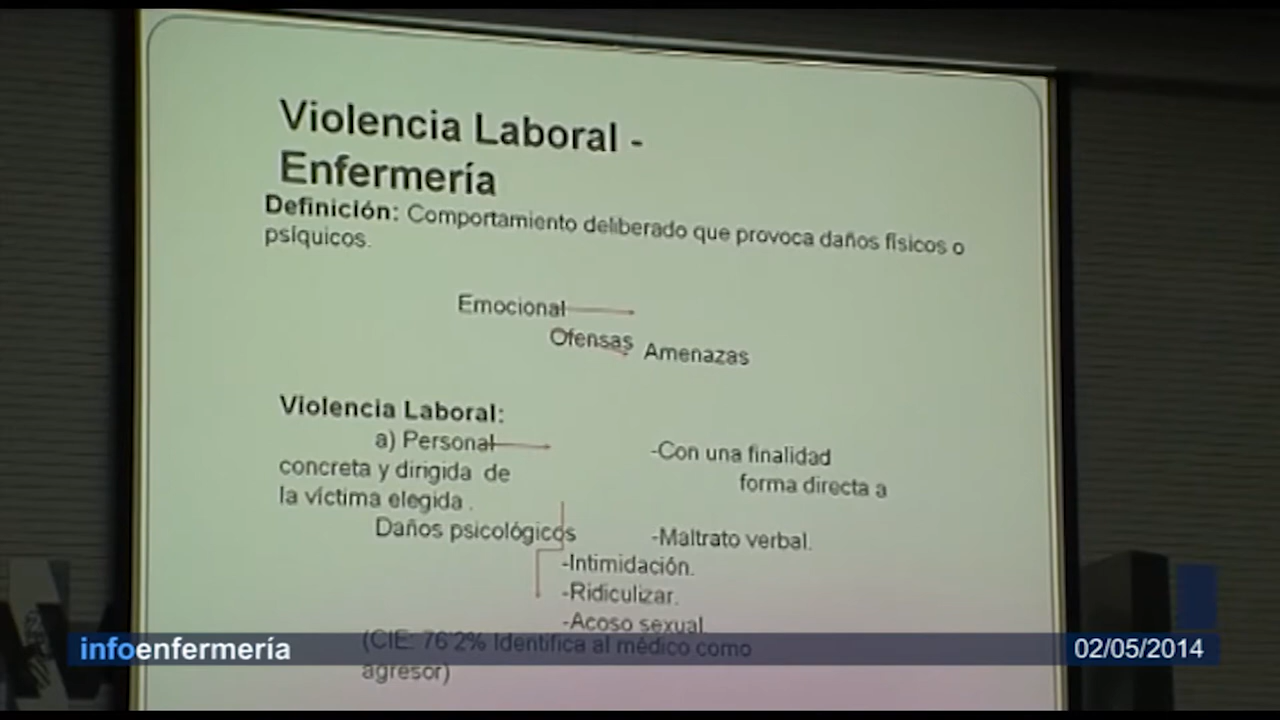 Violencia Laboral -
Enfermería
Definición: Comportamiento deliberado que provoca daños físicos o
psíquicos.
Emocional
Ofensas Amenazas
Violencia Laboral:
a) Personal -Con una finalidad
concreta y dirigida de forma directa a
la víctima elegida .
Daños psicológicos -Maltrato verbal.
-Intimidación.
-Ridiculizar.
-Acoso sexual
(CIE: 76'2% Identifica al médico como
agresor)
infoenfermería
02/05/2014